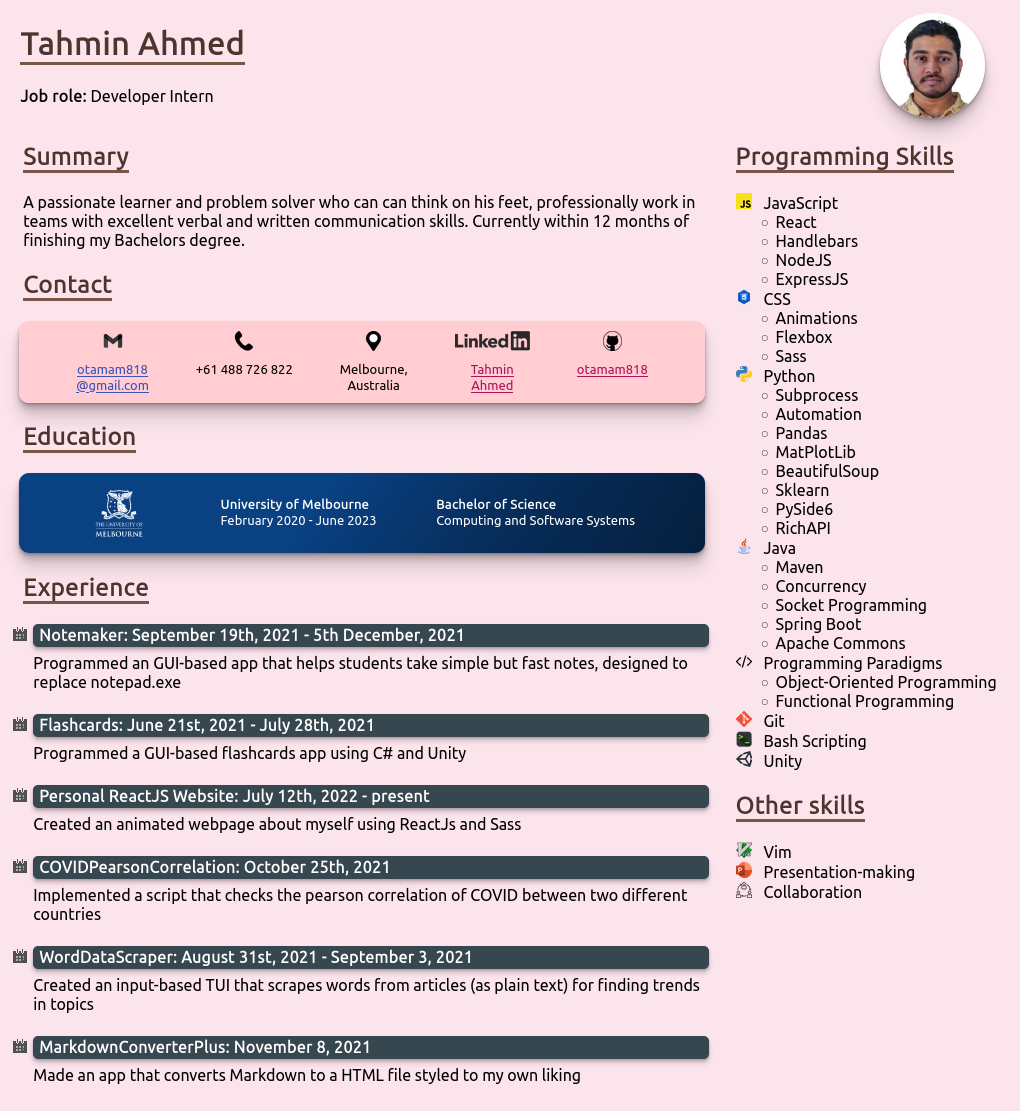 Tahmin Ahmed
Job role: Developer Intern
Summary
A passionate learner and problem solver who can can think on his feet, professionally work in
teams with excellent verbal and written communication skills. Currently within 12 months of
finishing my Bachelors degree.
Contact
LinkedIn
otamam818
@gmail.com
+61 488 726 822
Melbourne,
Australia
Tahmin
Ahmed
otamam818
Education
THE UNIVERSITY OF
MELBOURNE
University of Melbourne
February 2020 - June 2023
Bachelor of Science
Computing and Software Systems
Experience
Notemaker: September 19th, 2021 - 5th December, 2021
Programmed an GUI-based app that helps students take simple but fast notes, designed to
replace notepad.exe
Flashcards: June 21st, 2021 - July 28th, 2021
Programmed a GUI-based flashcards app using C# and Unity
Personal ReactJS Website: July 12th, 2022 - present
Created an animated webpage about myself using ReactJs and Sass
COVIDPearsonCorrelation: October 25th, 2021
Implemented a script that checks the pearson correlation of COVID between two different
countries
WordDataScraper: August 31st, 2021 - September 3, 2021
Created an input-based TUI that scrapes words from articles (as plain text) for finding trends
in topics
MarkdownConverterPlus: November 8, 2021
Made an app that converts Markdown to a HTML file styled to my own liking
Programming Skills
JS JavaScript
React
Handlebars
NodeJS
ExpressJS
CSS
Animations
Flexbox
Sass
Python
Subprocess
Automation
Pandas
MatPlotLib
BeautifulSoup
Sklearn
PySide6
RichAPI
Java
Maven
Concurrency
Socket Programming
Spring Boot
Apache Commons
Programming Paradigms
Object-Oriented Programming
Functional Programming
Git
Bash Scripting
Unity
Other skills
Vim
Presentation-making
Collaboration